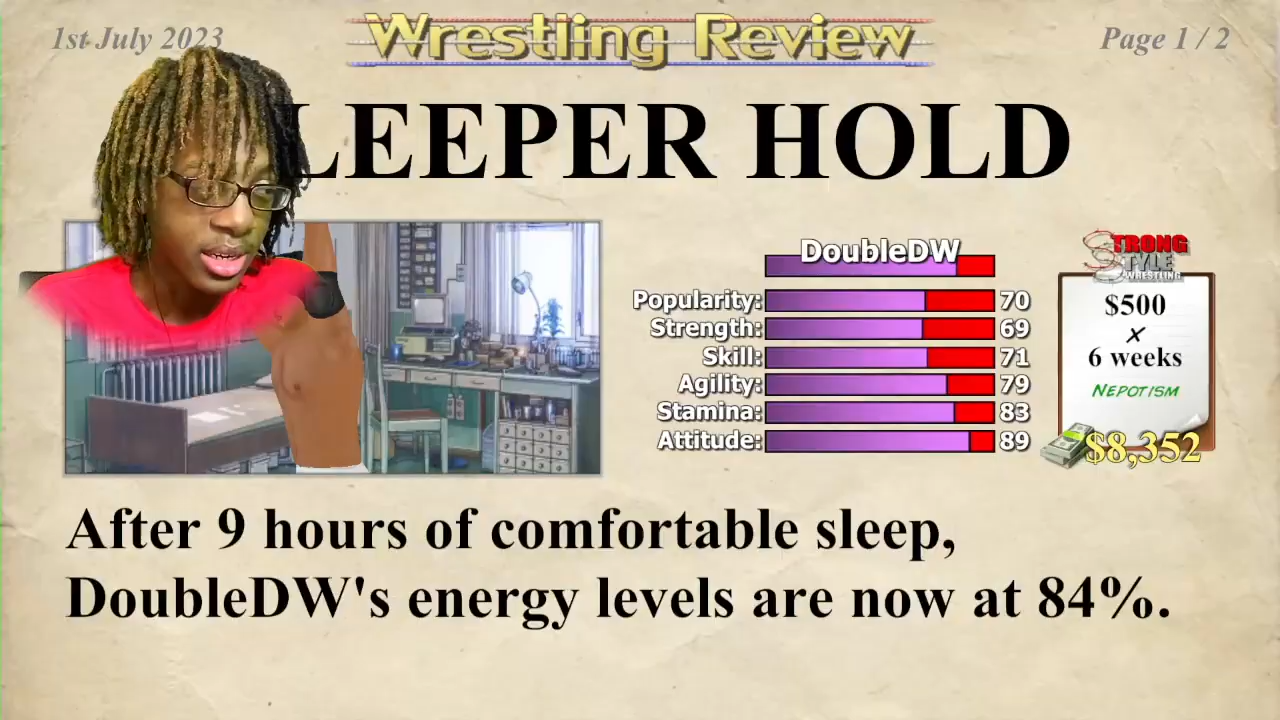 1st July 2023
Wrestling Review
Page 1 / 2
LEEPER HOLD
DoubleDW
Popularity: 70
Strength: 69
Skill: 71
Agility: 79
Stamina: 83
Attitude: 89
STRONG
STYLE
WRESTLING
$500
x
6 weeks
NEPOTISM
$8,352
After 9 hours of comfortable sleep,
DoubleDW's energy levels are now at 84%.